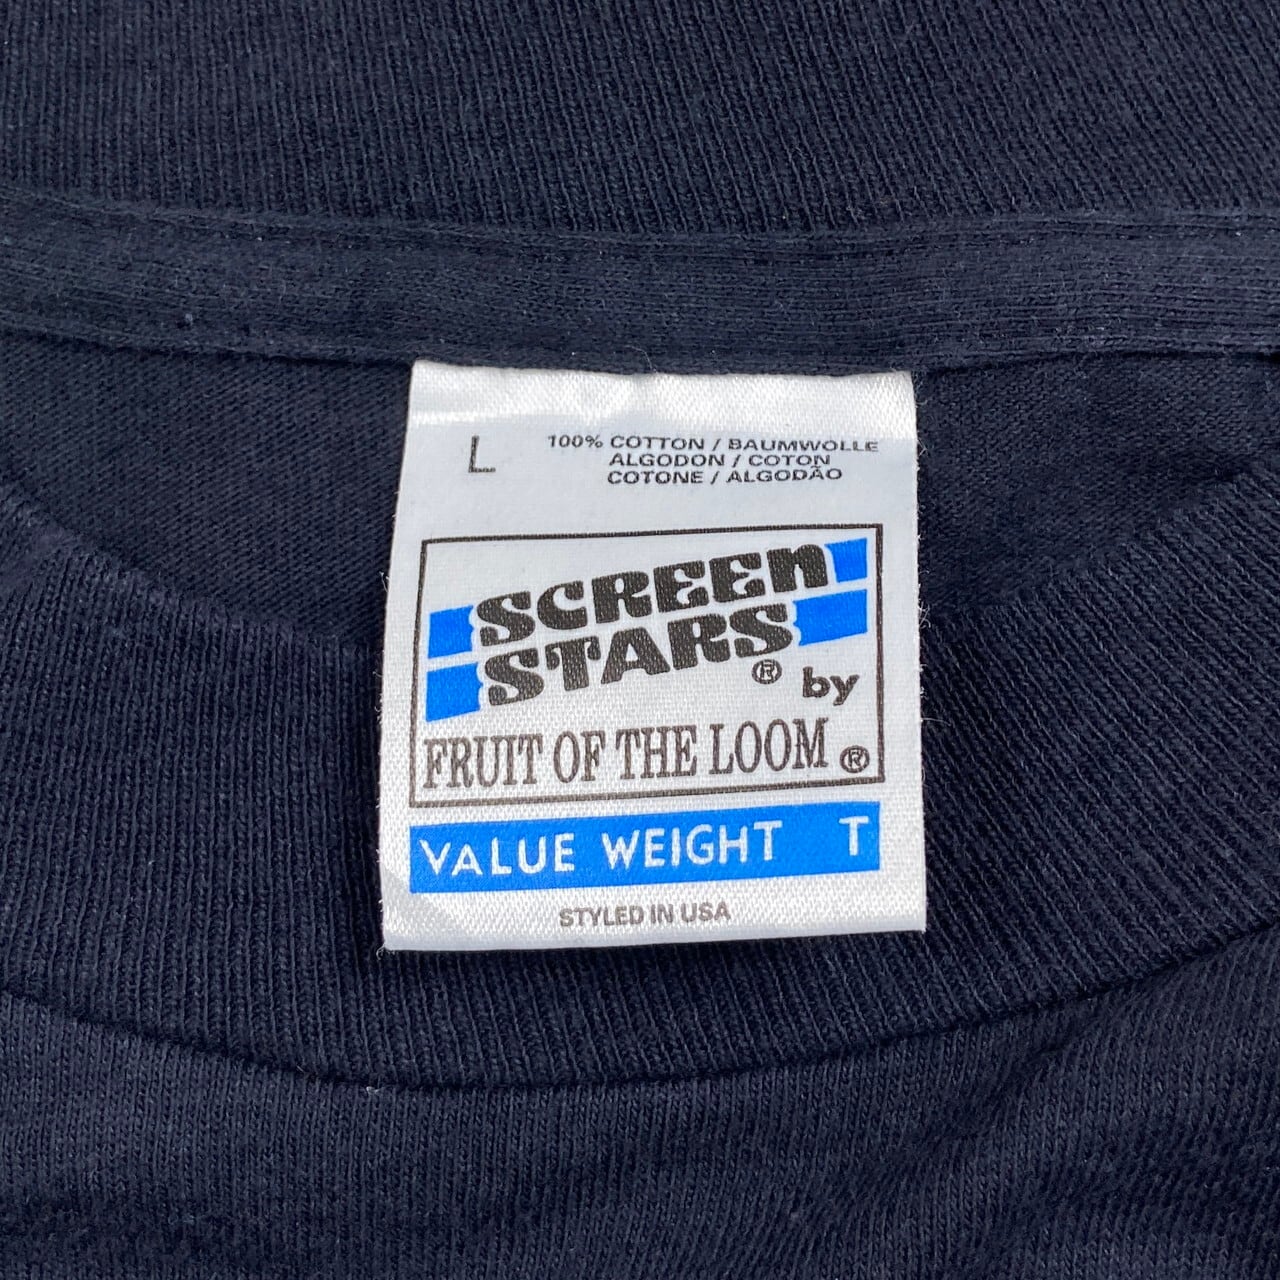 L
100% COTTON / BAUMWOLLE
ALGODON / COTON
COTONE / ALGODÃO
SCREEN
STARS® by
FRUIT OF THE LOOM®
VALUE WEIGHT T
STYLED IN USA